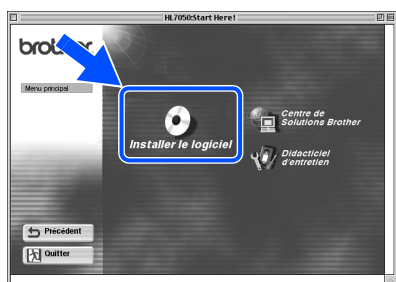 HL7050:Start Here!
brother
Menu principal
Installer le logiciel
Centre de
Solutions Brother
Didacticiel
d'entretien
Précédent
Quitter